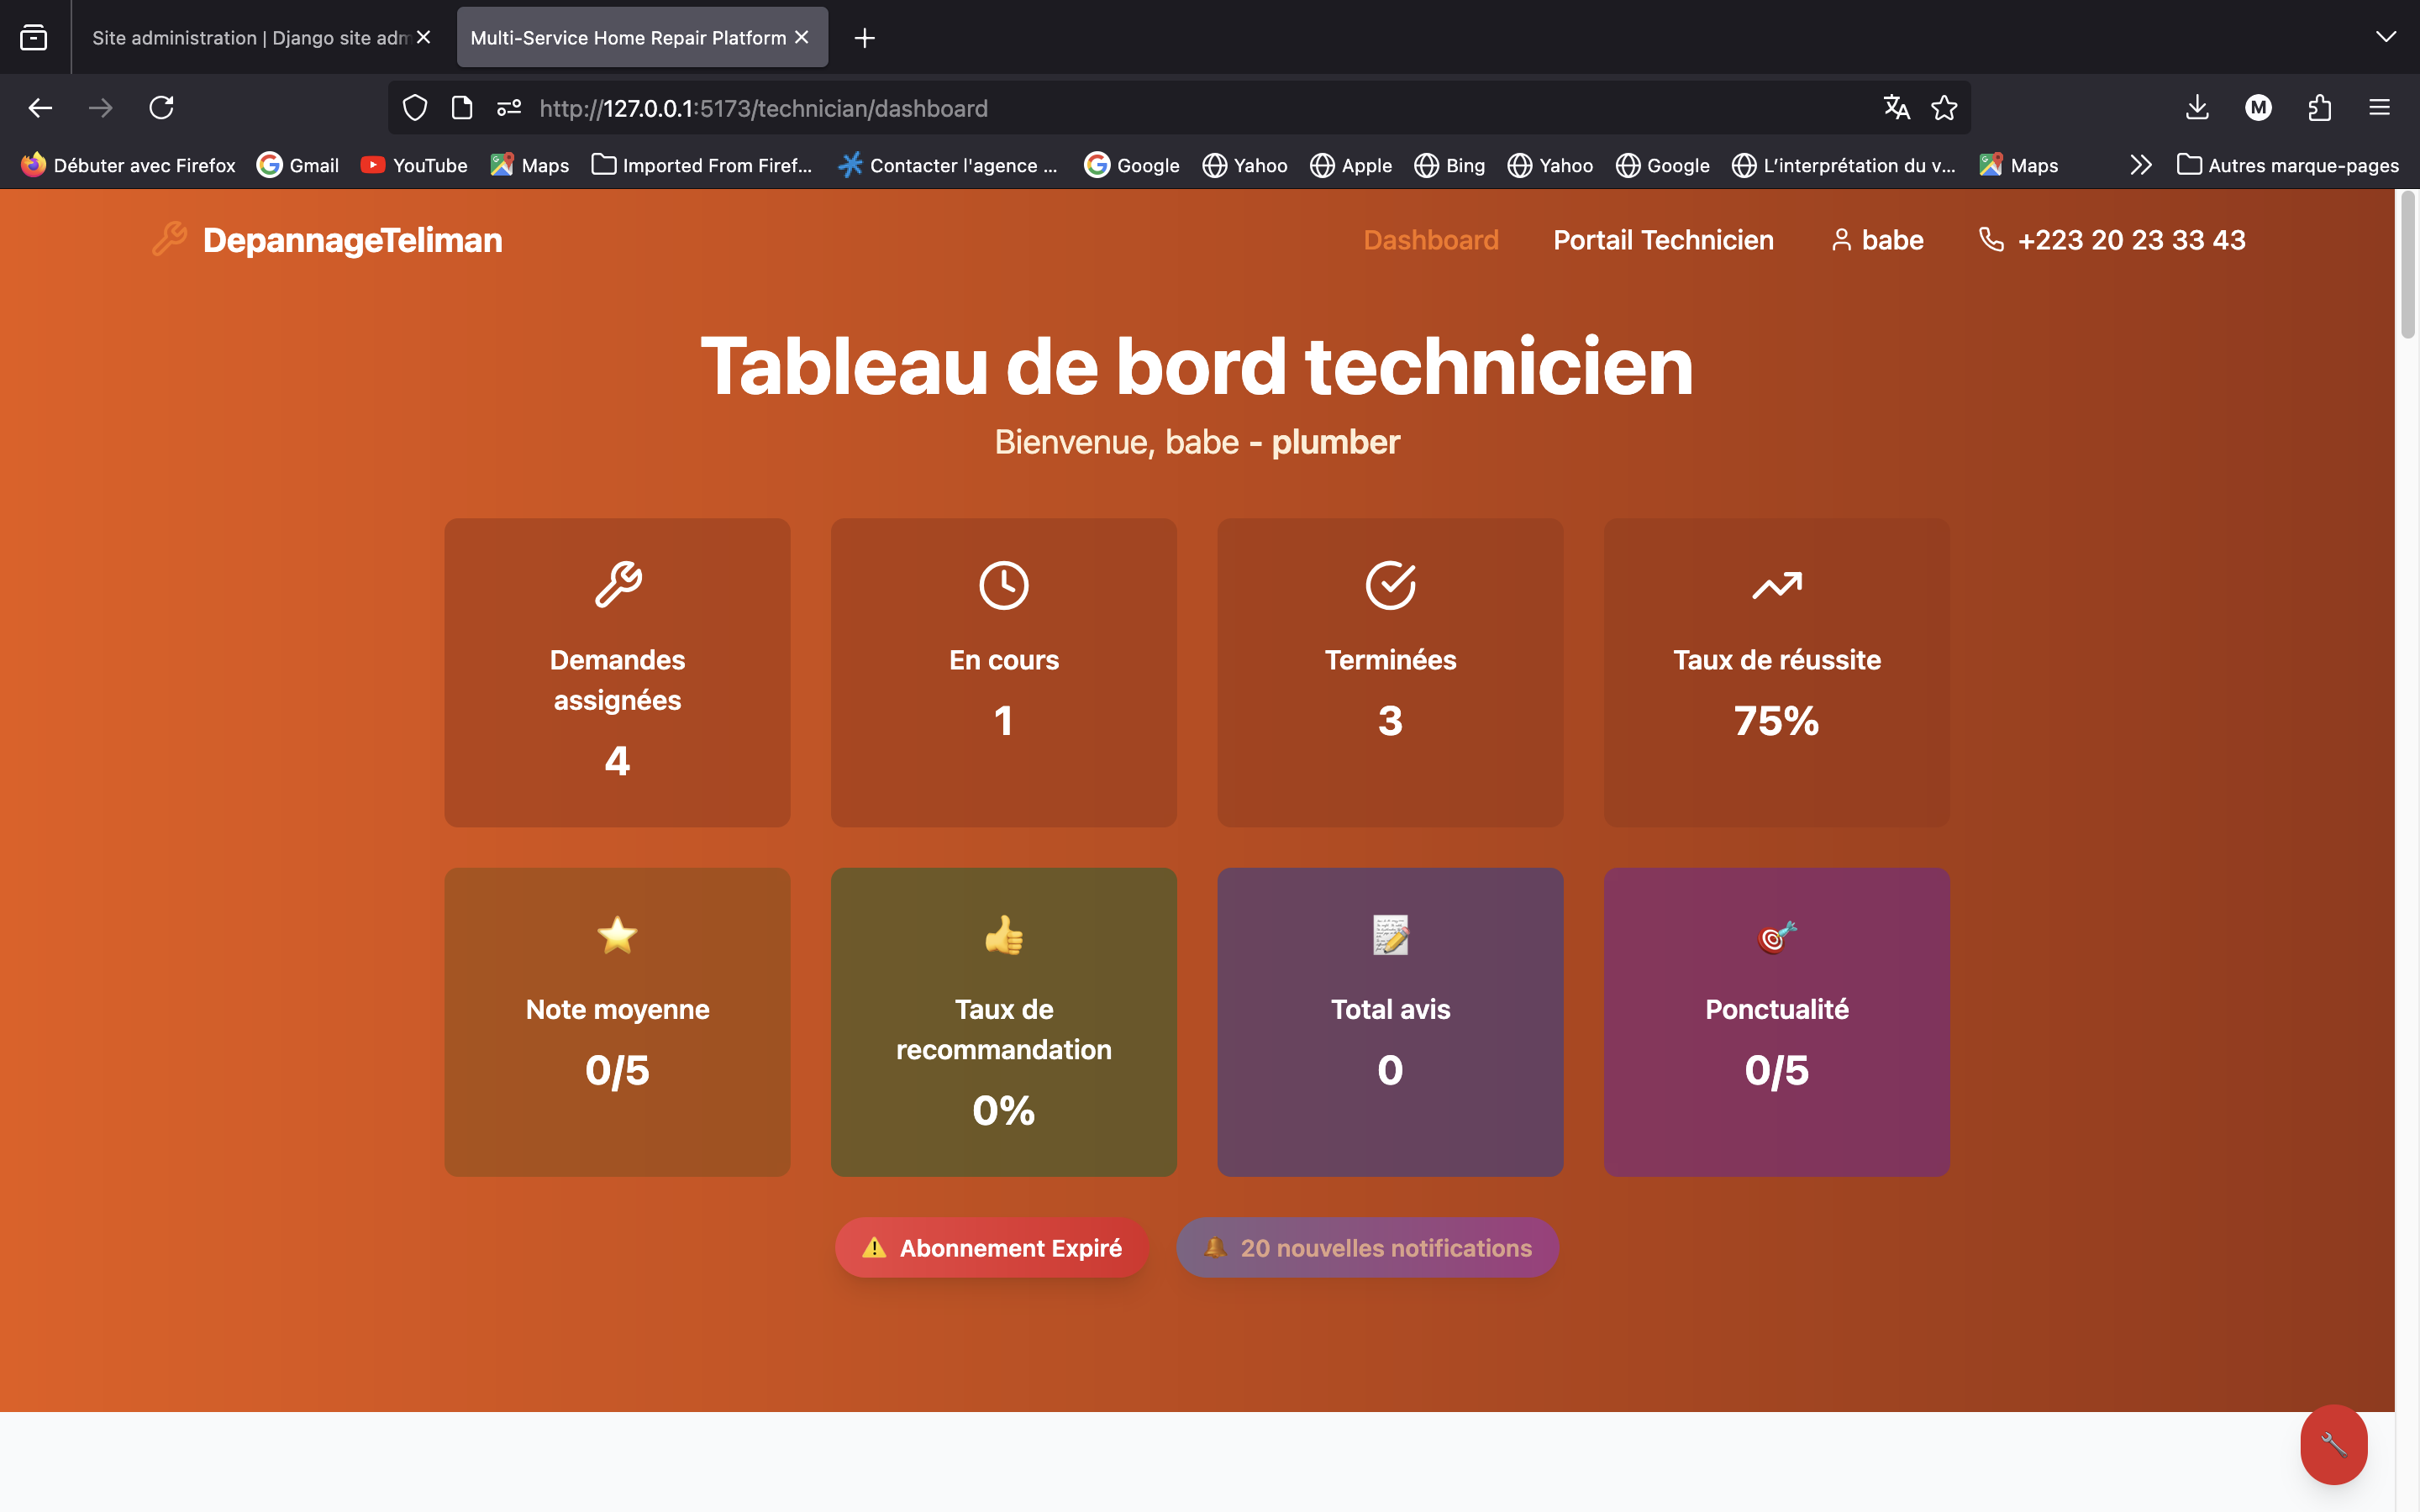 Site administration | Django site adm
Multi-Service Home Repair Platform
http://127.0.0.1:5173/technician/dashboard
M
Débuter avec Firefox
Gmail
YouTube
Maps
Imported From Firef...
Contacter l'agence ...
Google
Yahoo
Apple
Bing
Yahoo
Google
L'interprétation du v...
Maps
Autres marque-pages
DepannageTeliman
Dashboard
Portail Technicien
babe
+223 20 23 33 43
Tableau de bord technicien
Bienvenue, babe - plumber
Demandes
assignées
4
En cours
1
Terminées
3
Taux de réussite
75%
Note moyenne
0/5
Taux de
recommandation
0%
Total avis
0
Ponctualité
0/5
Abonnement Expiré
20 nouvelles notifications